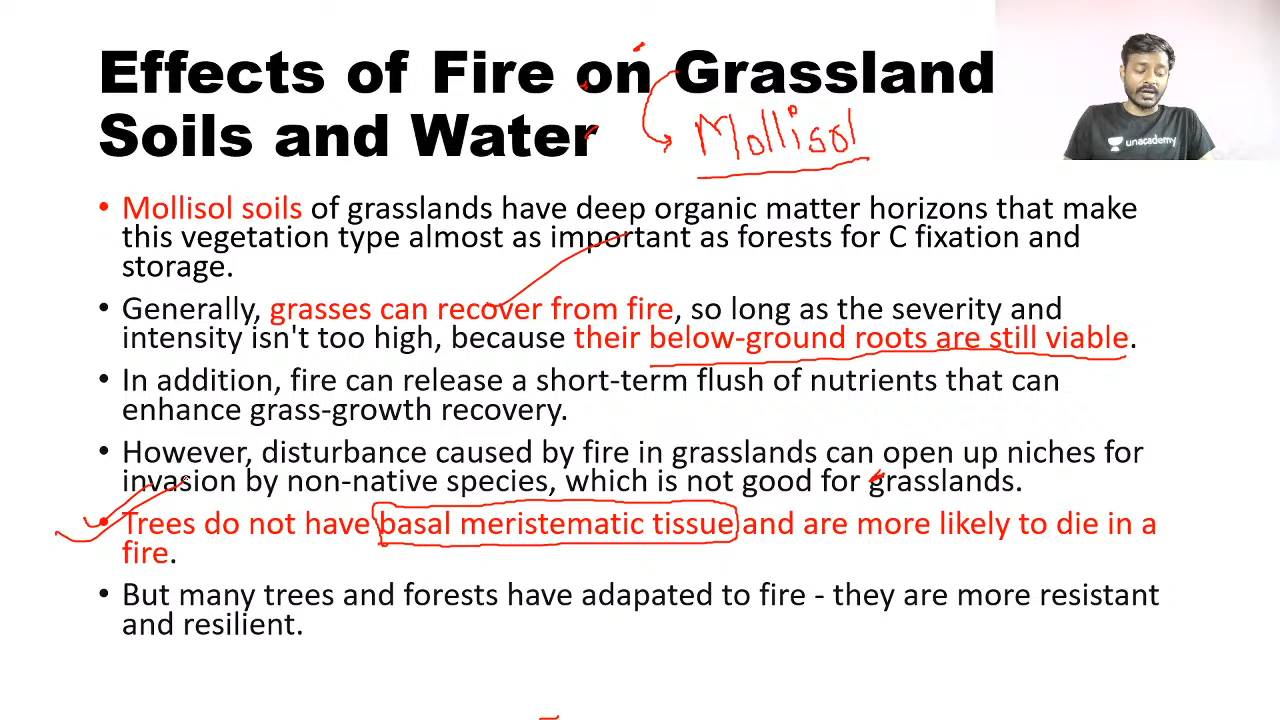 Effects of Fire on Grassland
Soils and Water
Mollisol
unacademy
• Mollisol soils of grasslands have deep organic matter horizons that make
this vegetation type almost as important as forests for C fixation and
storage.
• Generally, grasses can recover from fire, so long as the severity and
intensity isn't too high, because their below-ground roots are still viable.
• In addition, fire can release a short-term flush of nutrients that can
enhance grass-growth recovery.
• However, disturbance caused by fire in grasslands can open up niches for
invasion by non-native species, which is not good for grasslands.
• Trees do not have basal meristematic tissue and are more likely to die in a
fire.
• But many trees and forests have adapated to fire - they are more resistant
and resilient.